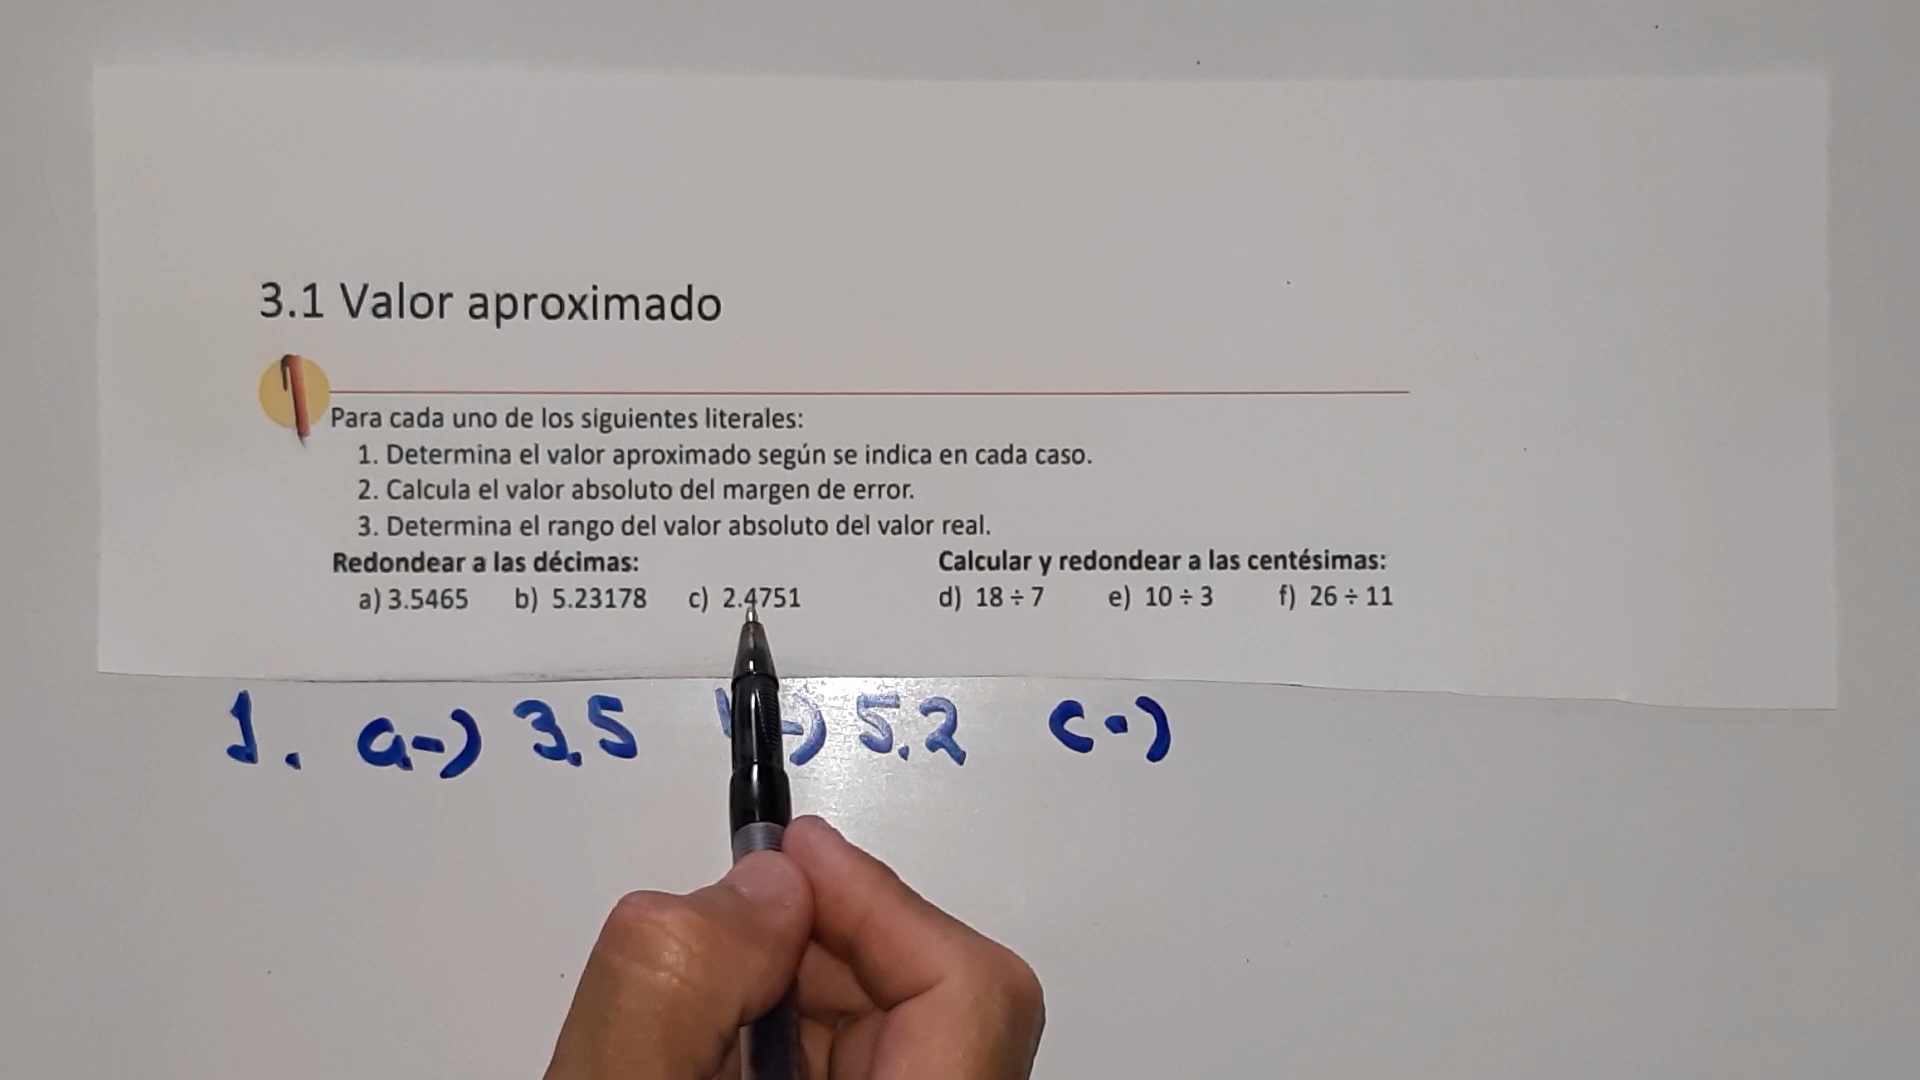 3.1 Valor aproximado
Para cada uno de los siguientes literales:
1. Determina el valor aproximado según se indica en cada caso.
2. Calcula el valor absoluto del margen de error.
3. Determina el rango del valor absoluto del valor real.
Redondear a las décimas: Calcular y redondear a las centésimas:
a) 3.5465 b) 5.23178 c) 2.4751 d) 18 ÷ 7 e) 10 ÷ 3 f) 26 ÷ 11
1. a-) 3.5 -) 5.2 c-)